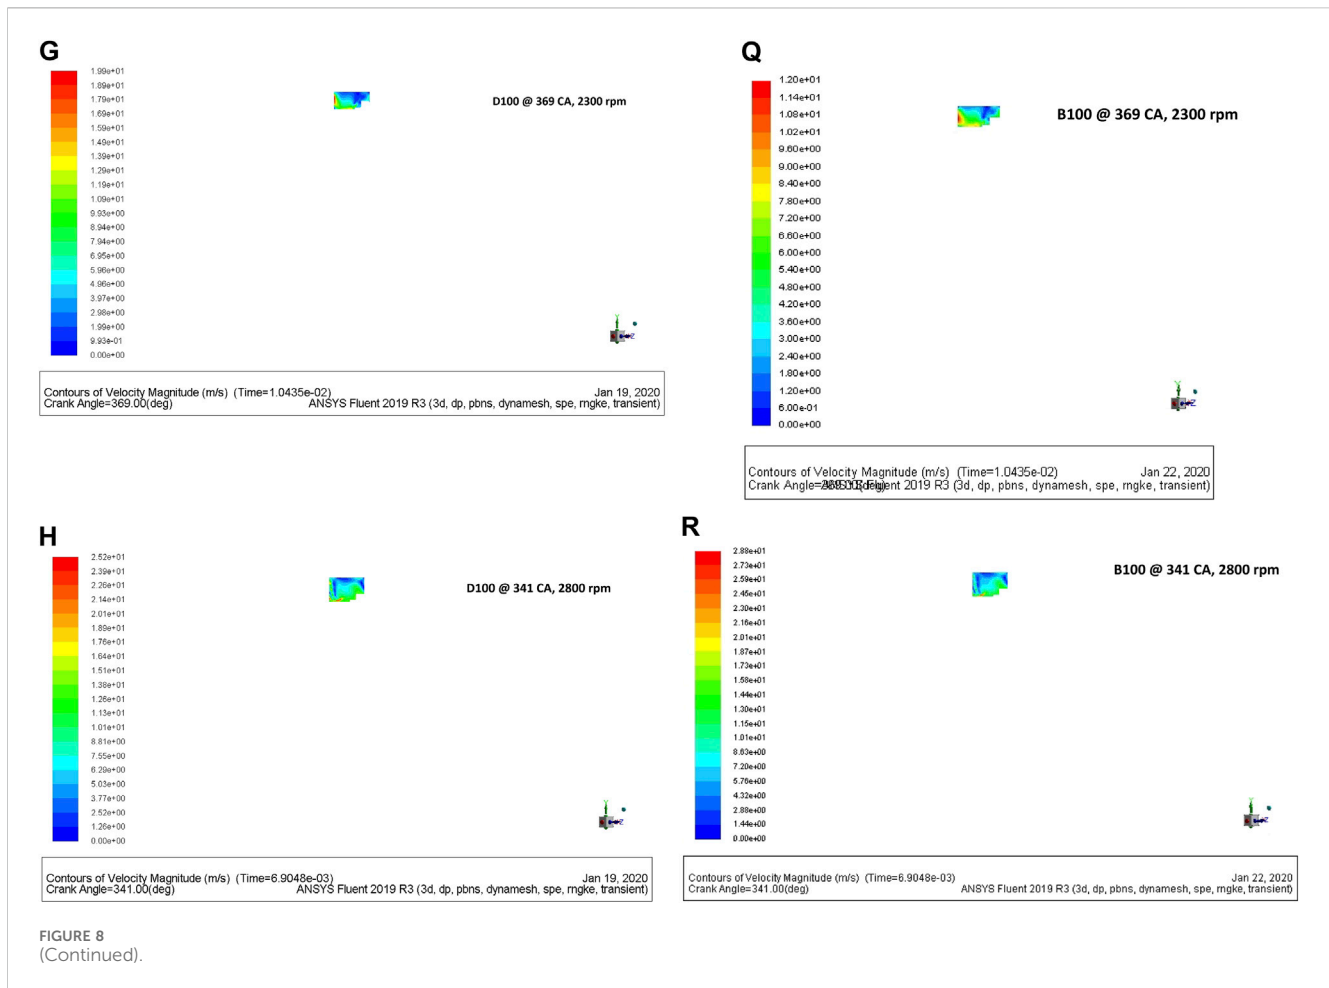 G
1.99e+01
1.89e+01
1.79e+01
1.69e+01
1.59e+01
1.49e+01
1.39e+01
1.29e+01
1.19e+01
1.09e+01
9.93e+00
8.94e+00
7.94e+00
6.95e+00
5.96e+00
4.96e+00
3.97e+00
2.98e+00
1.99e+00
9.93e-01
0.00e+00
D100 @ 369 CA, 2300 rpm
Y
Z
Contours of Velocity Magnitude (m/s) (Time=1.0435e-02)
Jan 19, 2020
Crank Angle=369.00(deg)
ANSYS Fluent 2019 R3 (3d, dp, pbns, dynamesh, spe, rngke, transient)
Q
1.20e+01
1.14e+01
1.08e+01
1.02e+01
9.60e+00
9.00e+00
8.40e+00
7.80e+00
7.20e+00
6.60e+00
6.00e+00
5.40e+00
4.80e+00
4.20e+00
3.60e+00
3.00e+00
2.40e+00
1.80e+00
1.20e+00
6.00e-01
0.00e+00
B100 @ 369 CA, 2300 rpm
Y
Z
Contours of Velocity Magnitude (m/s) (Time=1.0435e-02)
Jan 22, 2020
Crank Angle=369.00(deg)
ANSYS Fluent 2019 R3 (3d, dp, pbns, dynamesh, spe, rngke, transient)
H
2.52e+01
2.39e+01
2.26e+01
2.14e+01
2.01e+01
1.89e+01
1.76e+01
1.64e+01
1.51e+01
1.38e+01
1.26e+01
1.13e+01
1.01e+01
8.81e+00
7.55e+00
6.29e+00
5.03e+00
3.77e+00
2.52e+00
1.26e+00
0.00e+00
D100 @ 341 CA, 2800 rpm
Y
Z
Contours of Velocity Magnitude (m/s) (Time=6.9048e-03)
Jan 19, 2020
Crank Angle=341.00(deg)
ANSYS Fluent 2019 R3 (3d, dp, pbns, dynamesh, spe, rngke, transient)
R
2.88e+01
2.73e+01
2.59e+01
2.45e+01
2.30e+01
2.16e+01
2.01e+01
1.87e+01
1.73e+01
1.58e+01
1.44e+01
1.30e+01
1.15e+01
1.01e+01
8.63e+00
7.20e+00
5.76e+00
4.32e+00
2.88e+00
1.44e+00
0.00e+00
B100 @ 341 CA, 2800 rpm
Y
Z
Contours of Velocity Magnitude (m/s) (Time=6.9048e-03)
Jan 22, 2020
Crank Angle=341.00(deg)
ANSYS Fluent 2019 R3 (3d, dp, pbns, dynamesh, spe, rngke, transient)
FIGURE 8
(Continued).